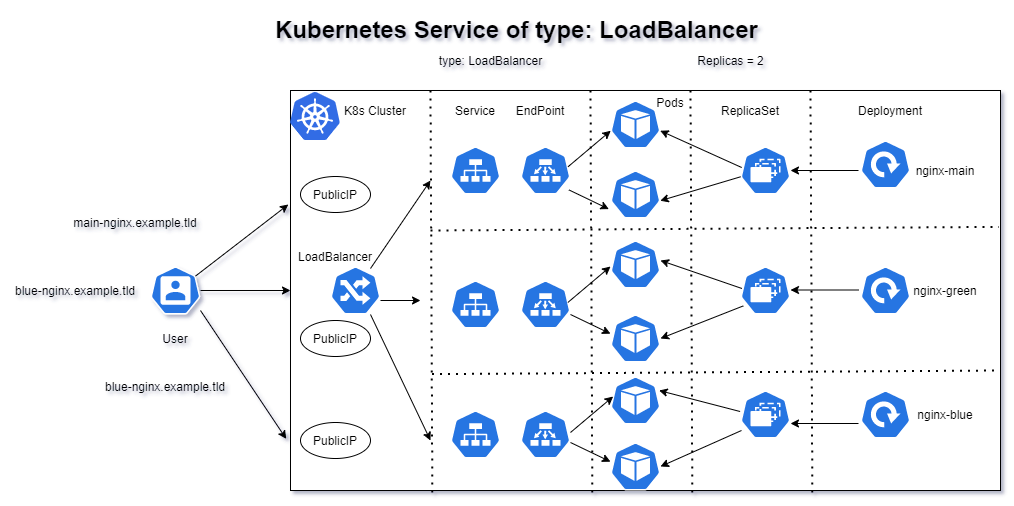 Kubernetes Service of type: LoadBalancer
type: LoadBalancer
Replicas = 2
K8s Cluster
Service
EndPoint
Pods
ReplicaSet
Deployment
nginx-main
PublicIP
main-nginx.example.tld
LoadBalancer
blue-nginx.example.tld
nginx-green
User
PublicIP
blue-nginx.example.tld
nginx-blue
PublicIP